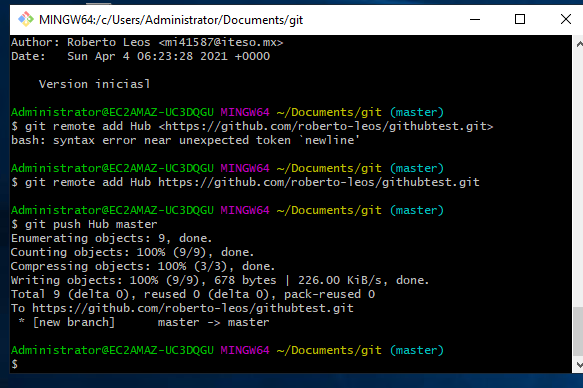 MINGW64:/c/Users/Administrator/Documents/git
Author: Roberto Leos <mi41587@iteso.mx>
Date:   Sun Apr 4 06:23:28 2021 +0000
    Version iniciasl
Administrator@EC2AMAZ-UC3DQGU MINGW64 ~/Documents/git (master)
$ git remote add Hub <https://github.com/roberto-leos/githubtest.git>
bash: syntax error near unexpected token `newline'
Administrator@EC2AMAZ-UC3DQGU MINGW64 ~/Documents/git (master)
$ git remote add Hub https://github.com/roberto-leos/githubtest.git
Administrator@EC2AMAZ-UC3DQGU MINGW64 ~/Documents/git (master)
$ git push Hub master
Enumerating objects: 9, done.
Counting objects: 100% (9/9), done.
Compressing objects: 100% (3/3), done.
Writing objects: 100% (9/9), 678 bytes | 226.00 KiB/s, done.
Total 9 (delta 0), reused 0 (delta 0), pack-reused 0
To https://github.com/roberto-leos/githubtest.git
 * [new branch]      master -> master
Administrator@EC2AMAZ-UC3DQGU MINGW64 ~/Documents/git (master)
$